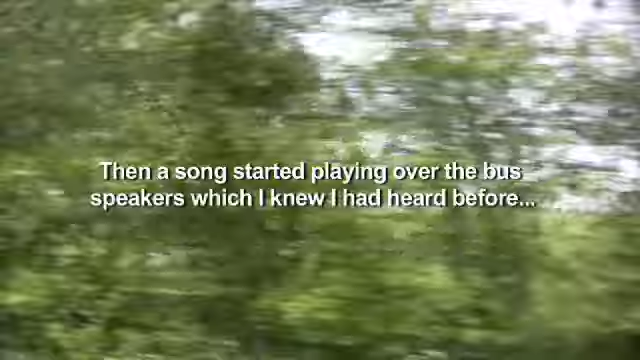 Then a song started playing over the bus
speakers which I knew I had heard before...